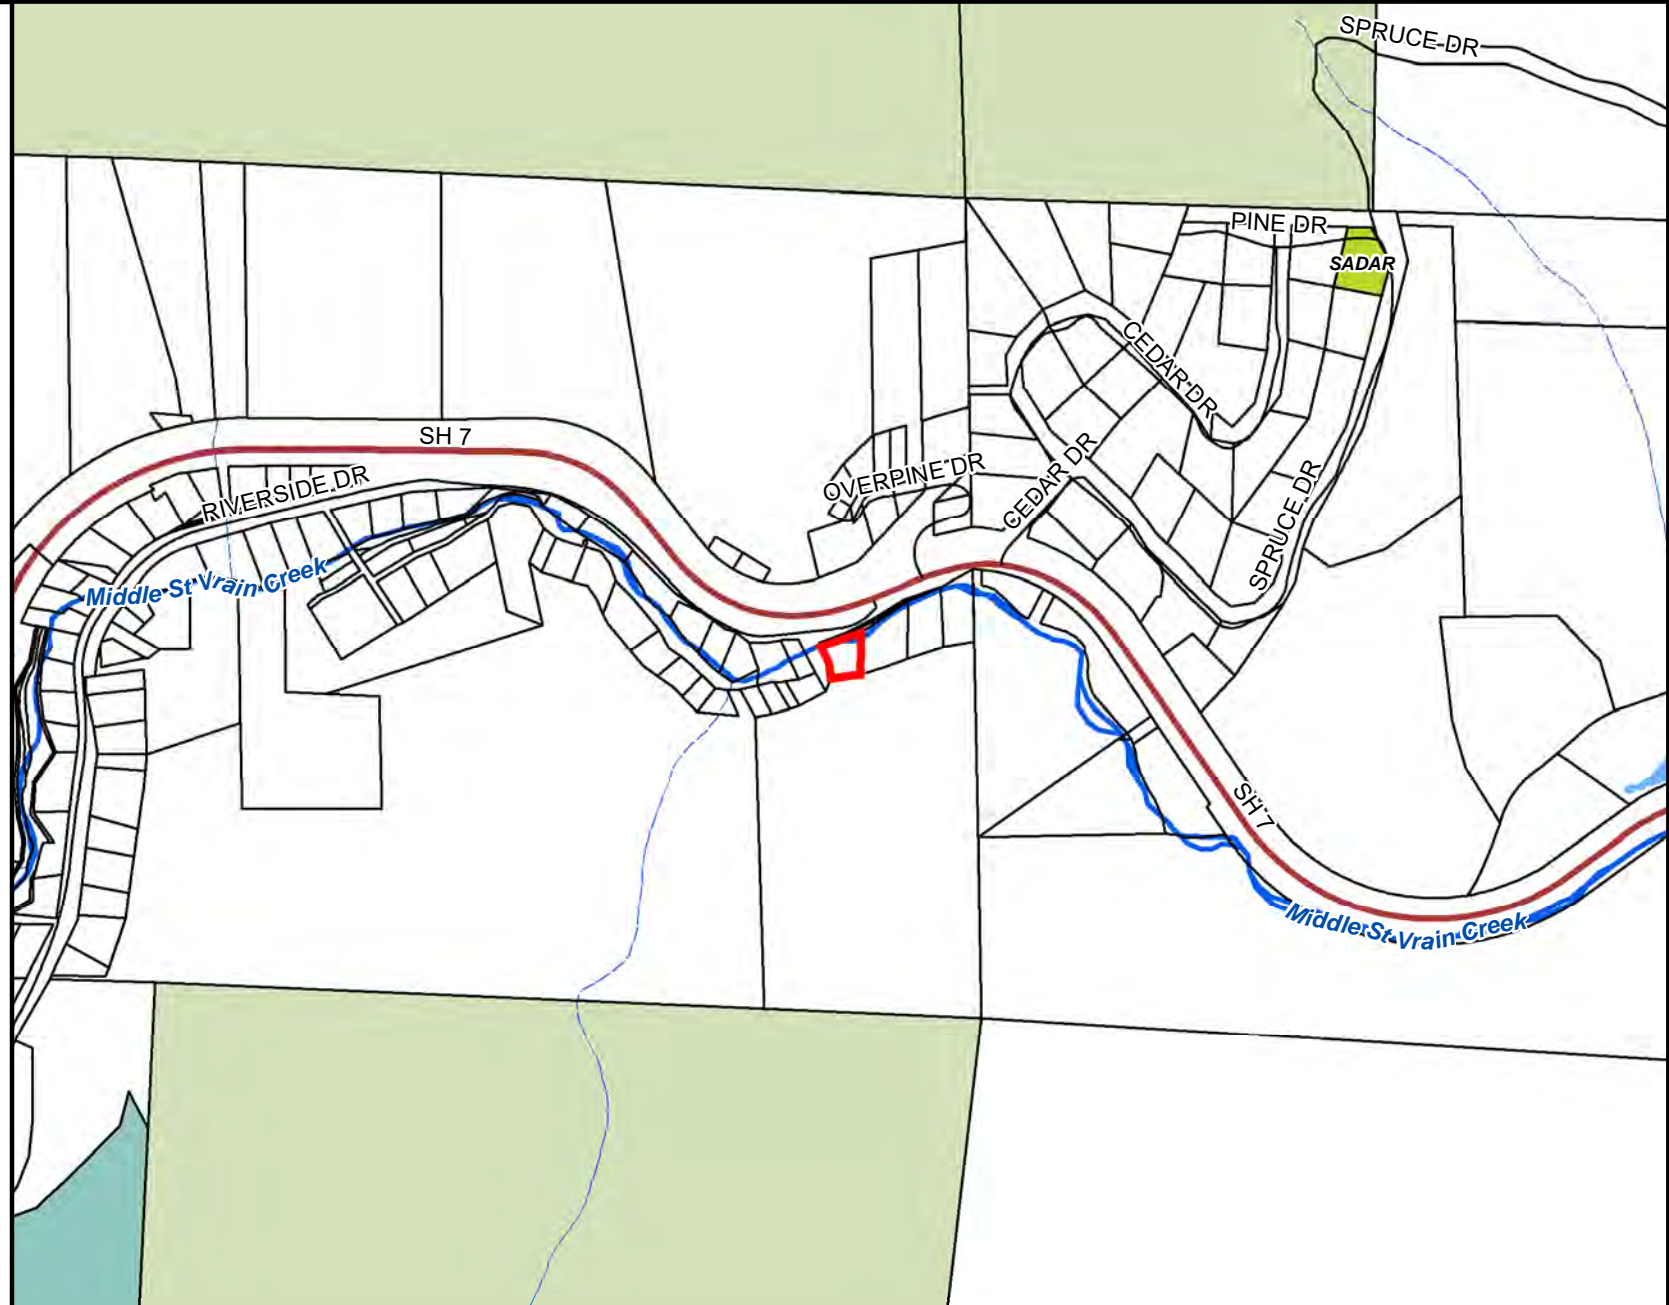 SPRUCE DR
PINE DR
SADAR
CEDAR DR
SH 7
OVERPINE DR
CEDAR DR
RIVERSIDE DR
SPRUCE DR
Middle St Vrain Creek
SH 7
Middle St Vrain Creek